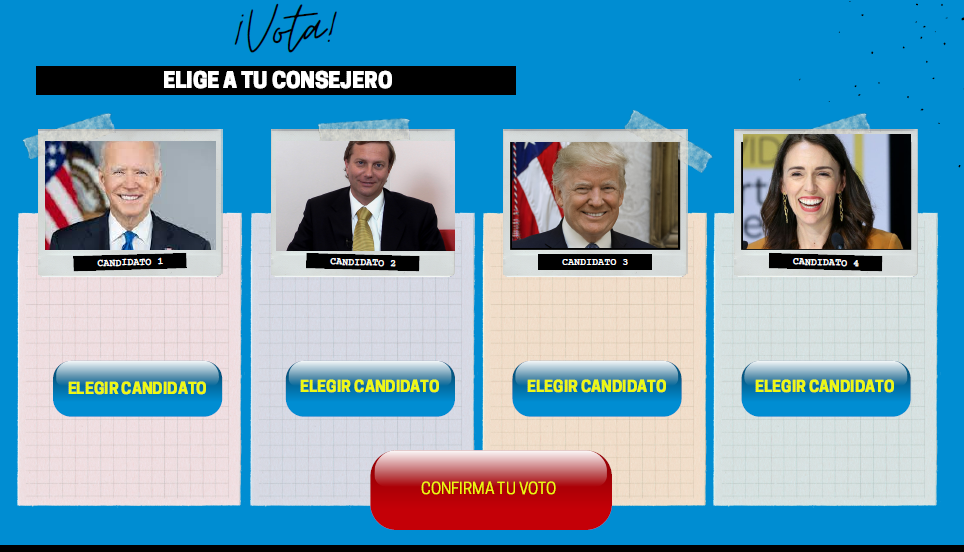 ¡Vota!
ELIGE A TU CONSEJERO
CANDIDATO 1
CANDIDATO 2
CANDIDATO 3
CANDIDATO 4
ELEGIR CANDIDATO
ELEGIR CANDIDATO
ELEGIR CANDIDATO
ELEGIR CANDIDATO
CONFIRMA TU VOTO